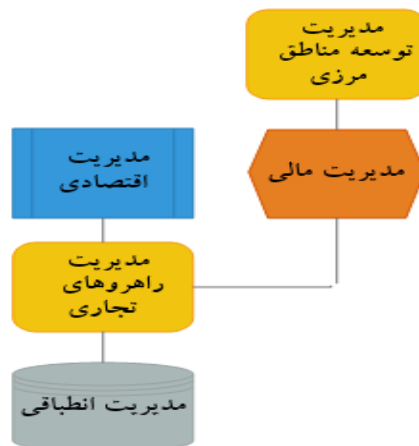 مدیریت
توسعه مناطق
مرزی
مدیریت مالی
مدیریت
اقتصادی
مدیریت
راهروهای
تجاری
مدیریت انطباقی